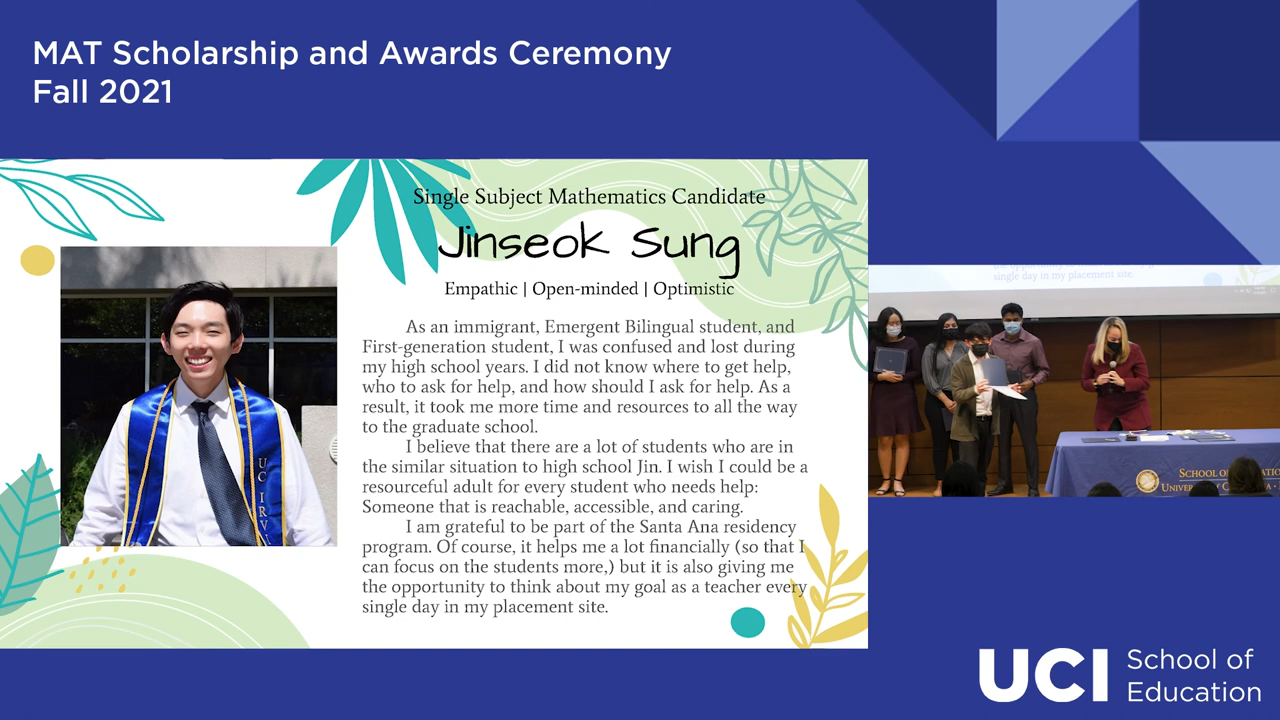 MAT Scholarship and Awards Ceremony
Fall 2021
Single Subject Mathematics Candidate
Jinseok Sung
Empathic | Open-minded | Optimistic
As an immigrant, Emergent Bilingual student, and
First-generation student, I was confused and lost during
my high school years. I did not know where to get help,
who to ask for help, and how should I ask for help. As a
result, it took me more time and resources to all the way
to the graduate school.
I believe that there are a lot of students who are in
the similar situation to high school Jin. I wish I could be a
resourceful adult for every student who needs help:
Someone that is reachable, accessible, and caring.
I am grateful to be part of the Santa Ana residency
program. Of course, it helps me a lot financially (so that I
can focus on the students more,) but it is also giving me
the opportunity to think about my goal as a teacher every
single day in my placement site.
UC IRV
single day in my placement site.
School of
UCI
School of
Education